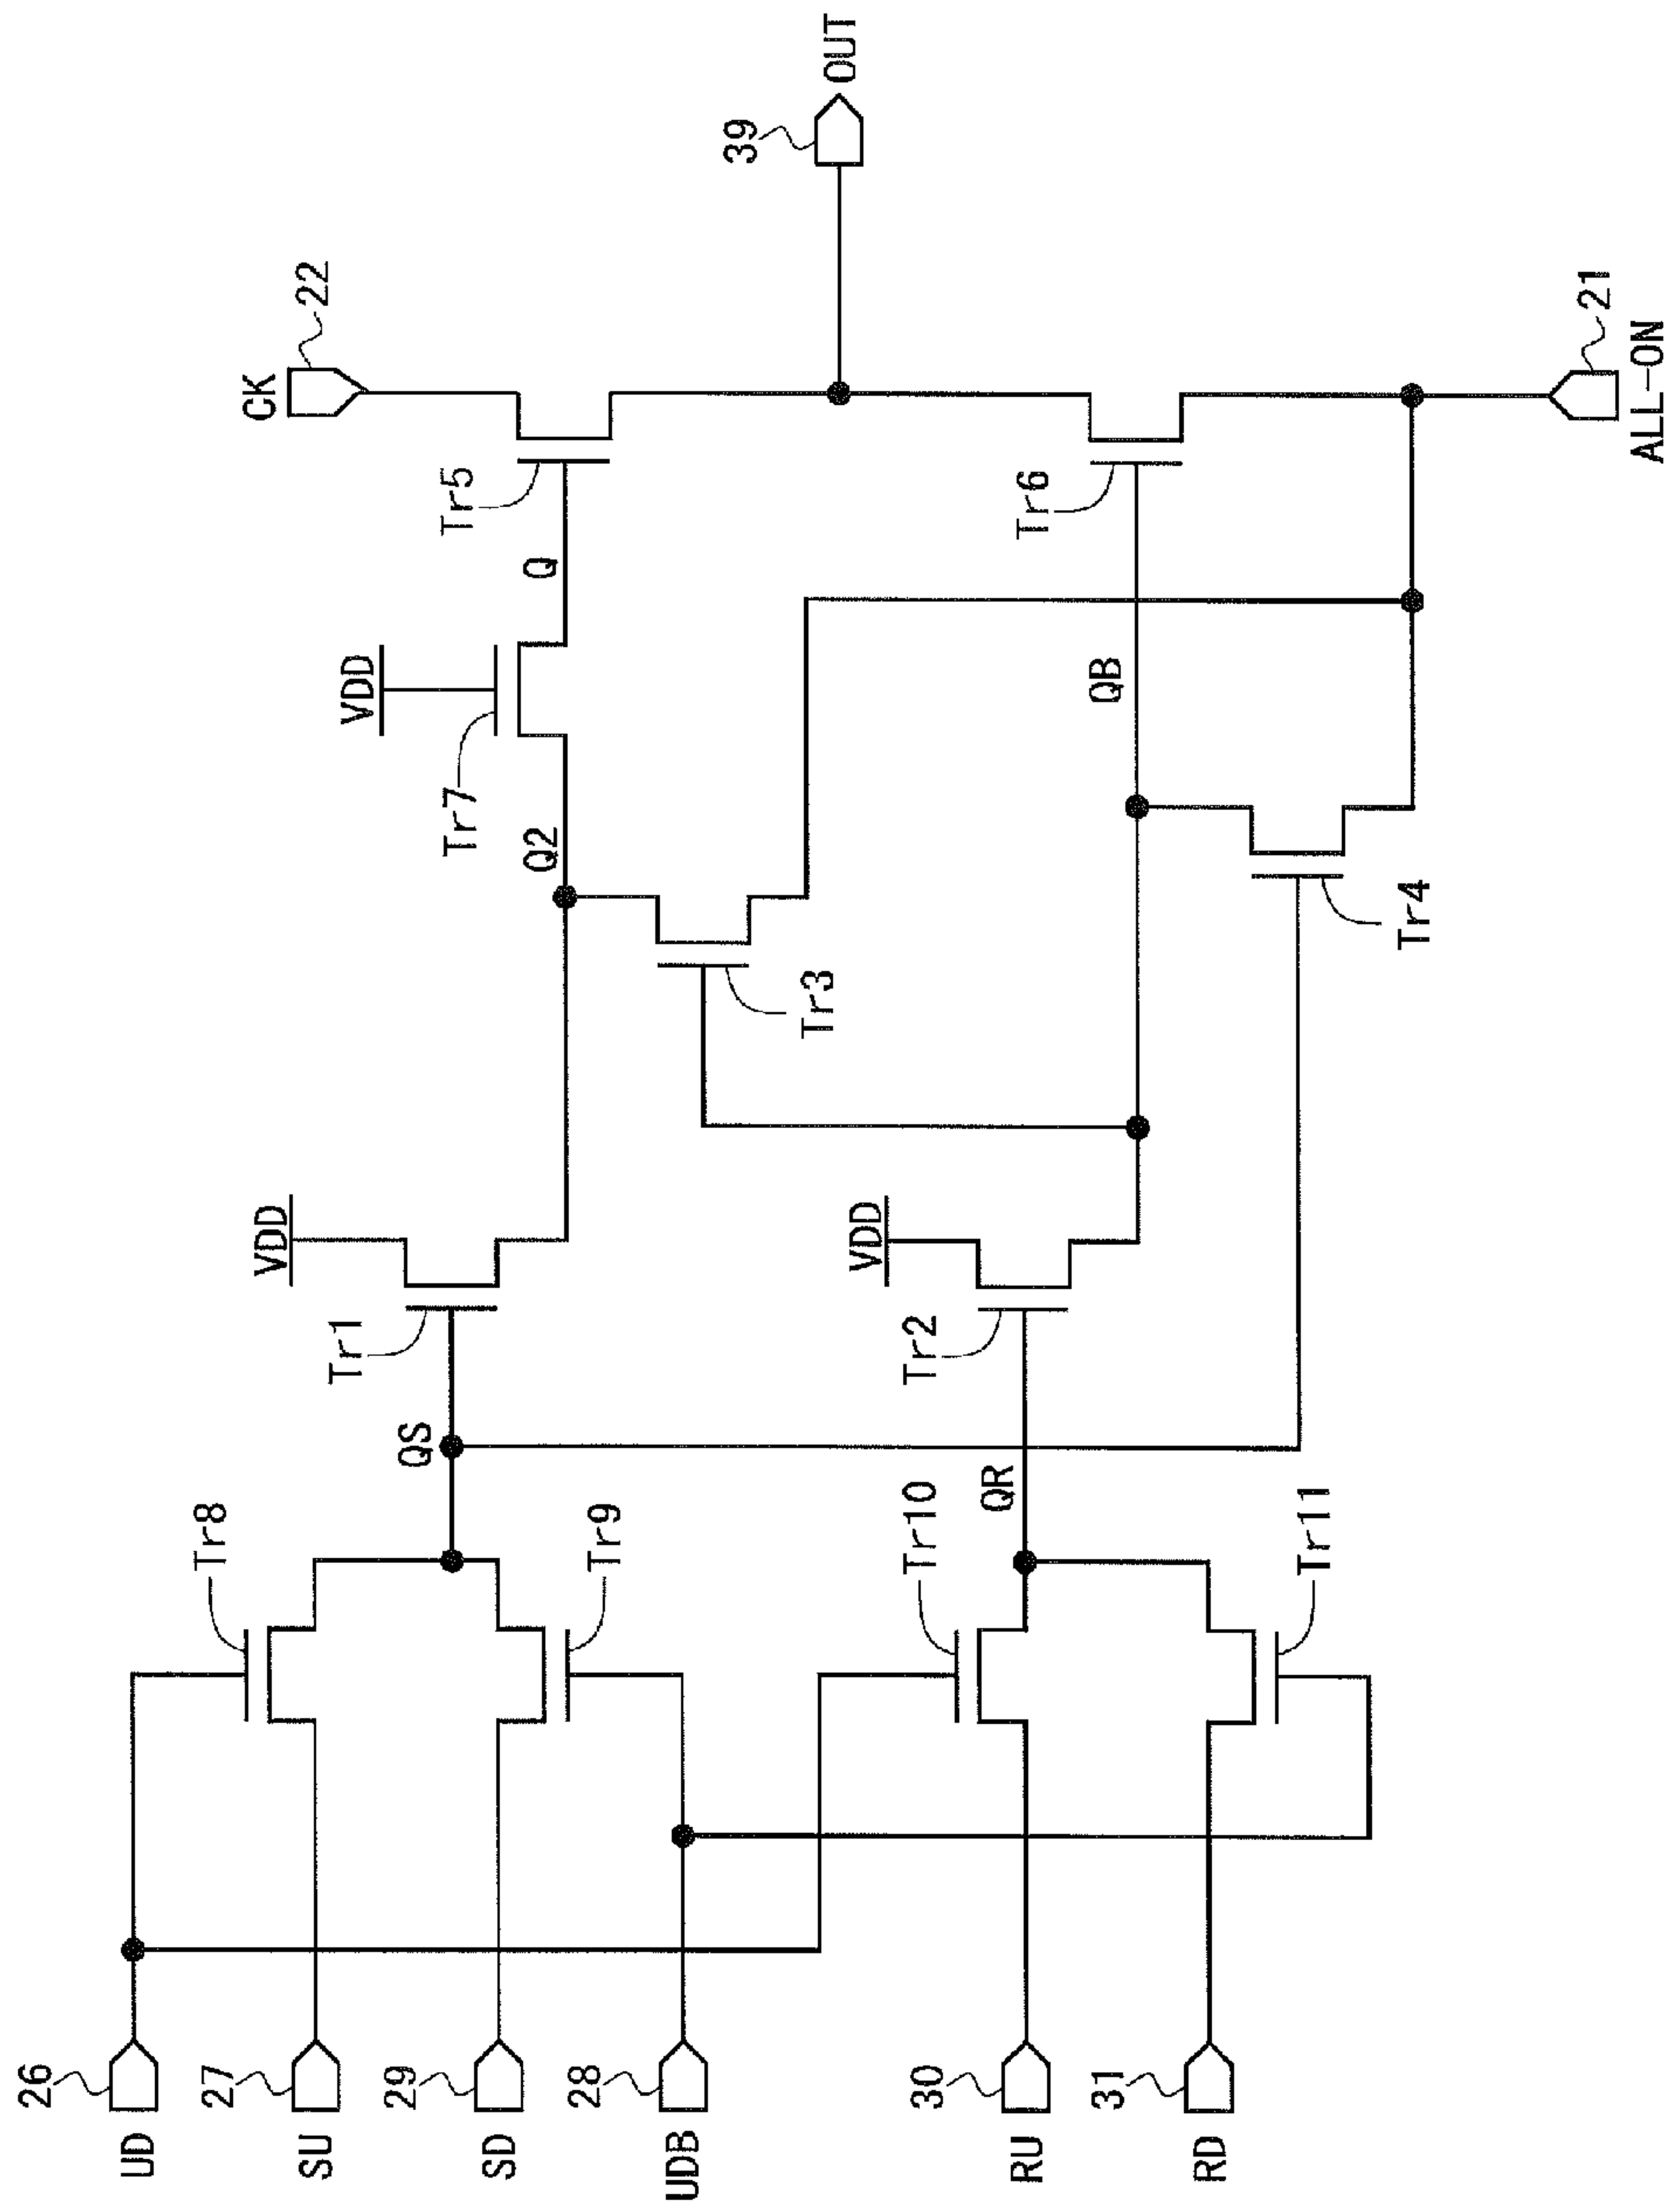 CK
22
VDD
Tr5
VDD
Tr7
Q
Q2
39
OUT
Tr1
Tr3
QS
Tr8
UD
26
SU
27
Tr9
SD
29
UDB
28
VDD
Tr2
QB
Tr6
QR
Tr10
Tr4
RU
30
Tr11
RD
31
ALL-ON
21